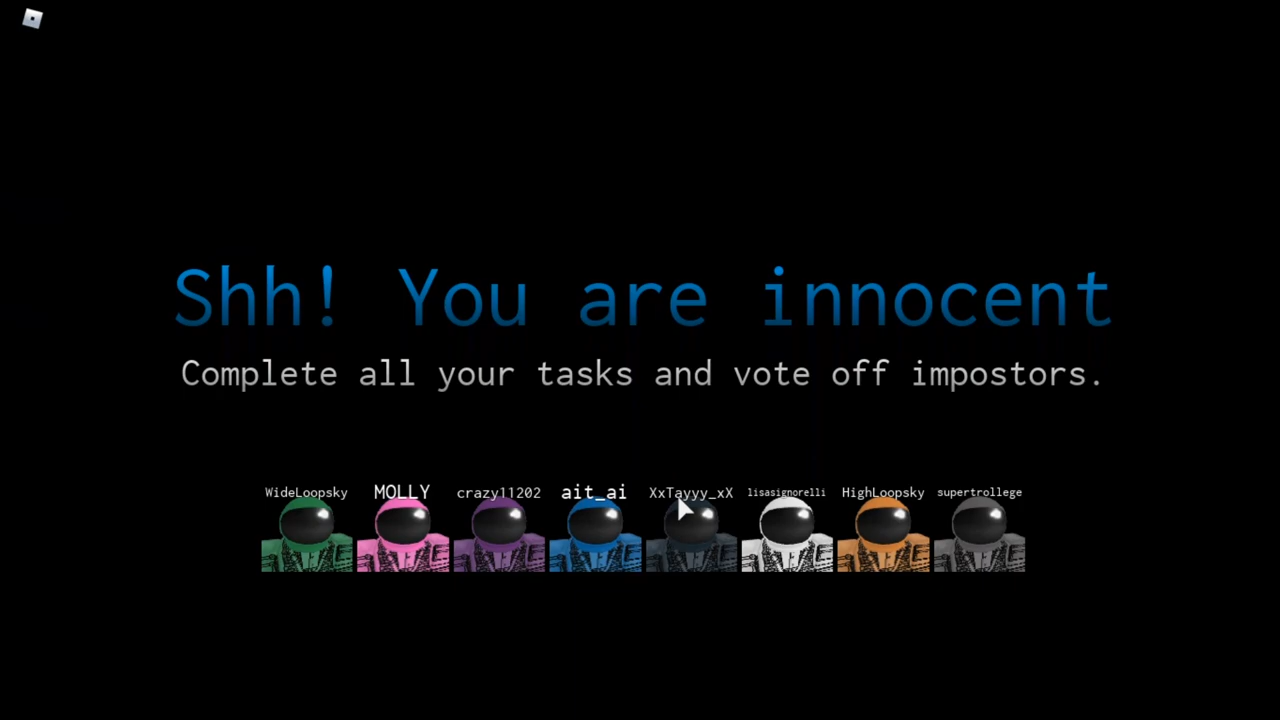 Shh! You are innocent
Complete all your tasks and vote off impostors.
WideLoopsky MOLLY crazy11202 ait_ai XxTayyy_xX lisasignorelli HighLoopsky supertrollege